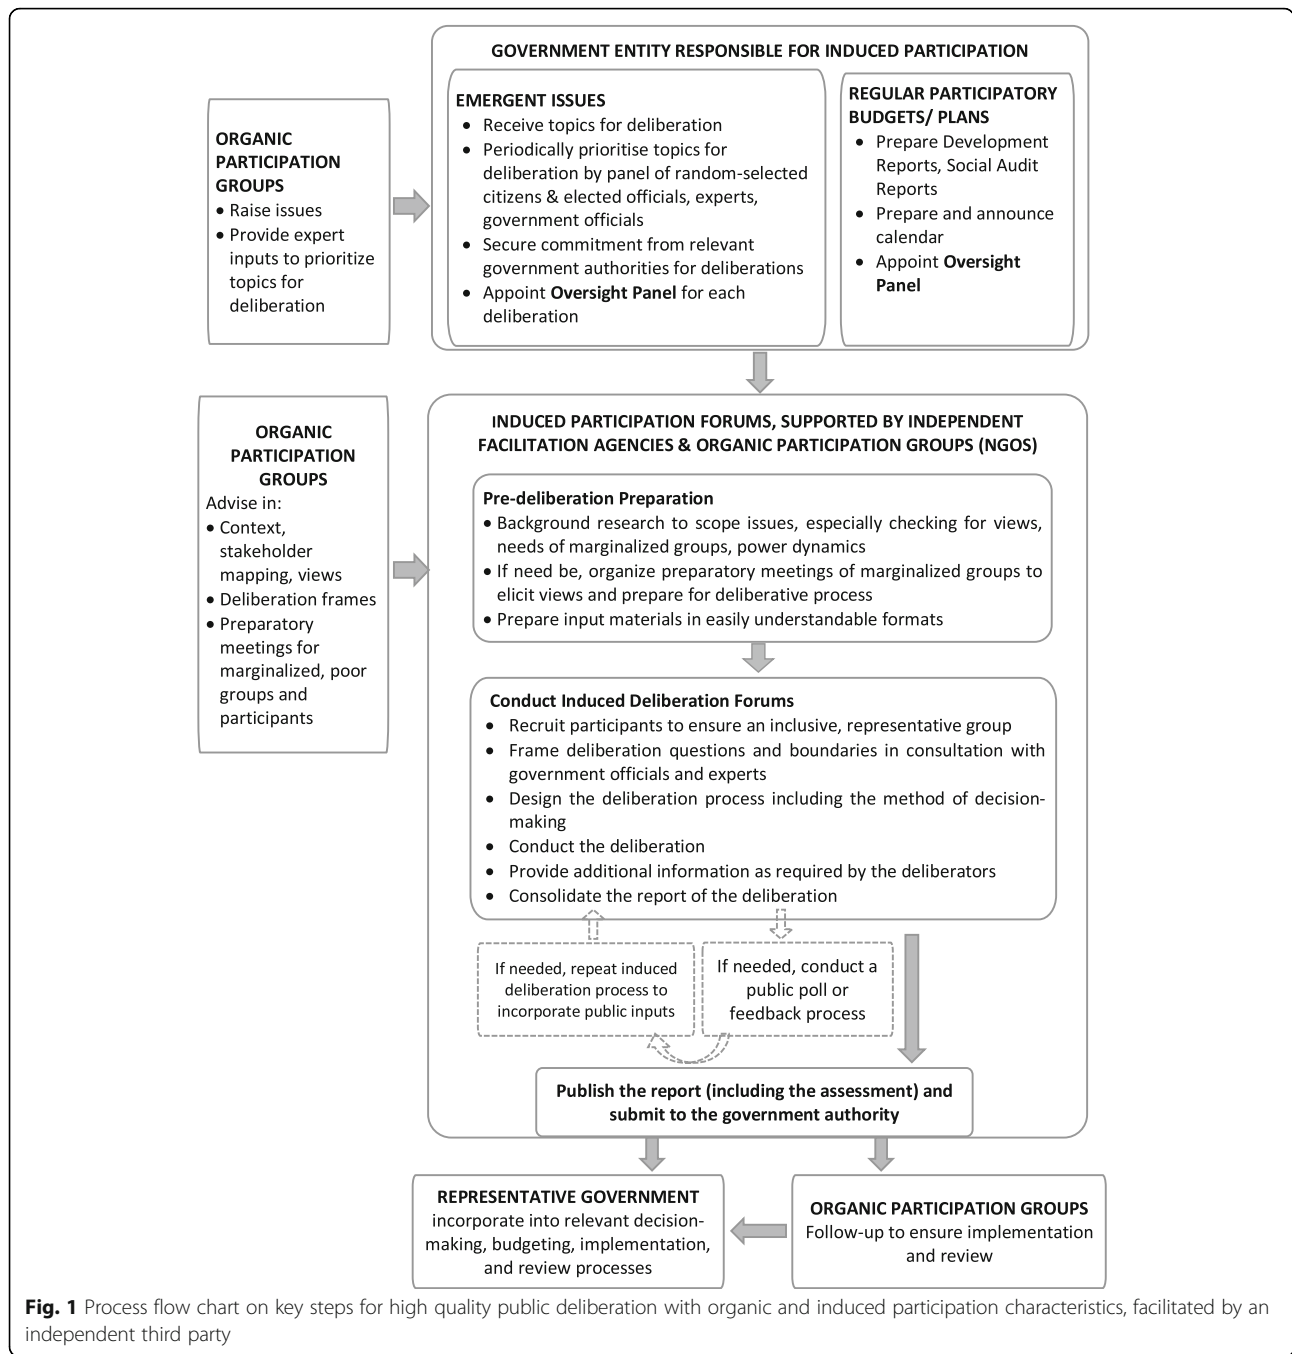 GOVERNMENT ENTITY RESPONSIBLE FOR INDUCED PARTICIPATION
ORGANIC
PARTICIPATION
GROUPS
• Raise issues
• Provide expert
inputs to prioritize
topics for
deliberation
EMERGENT ISSUES
• Receive topics for deliberation
• Periodically prioritise topics for
deliberation by panel of random-selected
citizens & elected officials, experts,
government officials
• Secure commitment from relevant
government authorities for deliberations
• Appoint Oversight Panel for each
deliberation
REGULAR PARTICIPATORY
BUDGETS/ PLANS
• Prepare Development
Reports, Social Audit
Reports
• Prepare and announce
calendar
• Appoint Oversight
Panel
ORGANIC
PARTICIPATION
GROUPS
Advise in:
• Context,
stakeholder
mapping, views
• Deliberation frames
• Preparatory
meetings for
marginalized, poor
groups and
participants
INDUCED PARTICIPATION FORUMS, SUPPORTED BY INDEPENDENT
FACILITATION AGENCIES & ORGANIC PARTICIPATION GROUPS (NGOS)
Pre-deliberation Preparation
• Background research to scope issues, especially checking for views,
needs of marginalized groups, power dynamics
• If need be, organize preparatory meetings of marginalized groups to
elicit views and prepare for deliberative process
• Prepare input materials in easily understandable formats
Conduct Induced Deliberation Forums
• Recruit participants to ensure an inclusive, representative group
• Frame deliberation questions and boundaries in consultation with
government officials and experts
• Design the deliberation process including the method of decision-
making
• Conduct the deliberation
• Provide additional information as required by the deliberators
• Consolidate the report of the deliberation
If needed, repeat induced
deliberation process to
incorporate public inputs
If needed, conduct a
public poll or
feedback process
Publish the report (including the assessment) and
submit to the government authority
REPRESENTATIVE GOVERNMENT
incorporate into relevant decision-
making, budgeting, implementation,
and review processes
ORGANIC PARTICIPATION GROUPS
Follow-up to ensure implementation
and review
Fig. 1 Process flow chart on key steps for high quality public deliberation with organic and induced participation characteristics, facilitated by an
independent third party